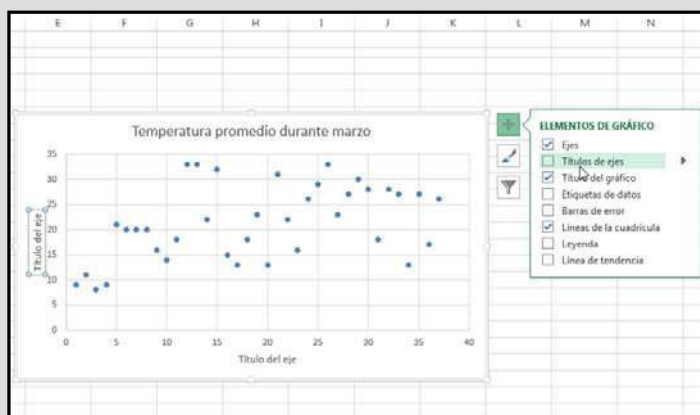 E F G H I J K L M N
Temperatura promedio durante marzo
35
30
25
20
15
10
5
0
Título del eje
0 5 10 15 20 25 30 35 40
Título del eje
ELEMENTOS DE GRÁFICO
Ejes
Títulos de ejes
Título del gráfico
Etiquetas de datos
Barras de error
Líneas de la cuadrícula
Leyenda
Línea de tendencia